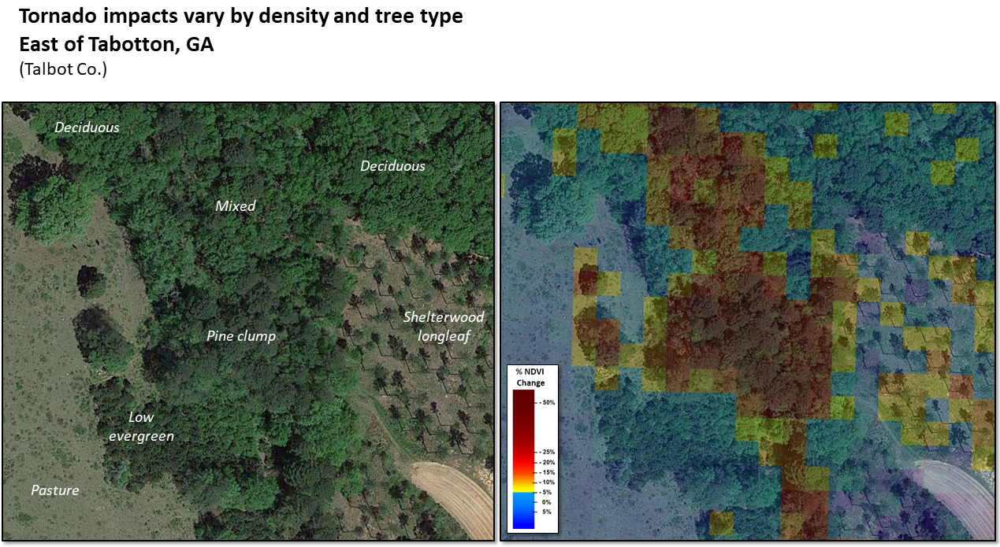 Tornado impacts vary by density and tree type
East of Tabotton, GA
(Talbot Co.)
Deciduous
Deciduous
Mixed
Shelterwood
longleaf
Pine clump
Low
evergreen
Pasture
% NDVI
Change
- 50%
- 25%
- 20%
- 15%
- 10%
- 5%
0%
5%